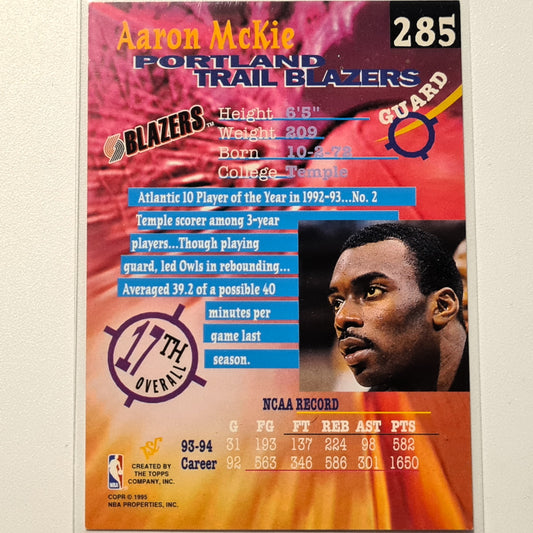 Aaron McKie
285
PORTLAND
TRAIL BLAZERS
GUARD
BLAZERS™
Height 6'5"
Weight 209
Born 10-2-72
College Temple
Atlantic 10 Player of the Year in 1992-93...No. 2
Temple scorer among 3-year
players...Though playing
guard, led Owls in rebounding...
Averaged 39.2 of a possible 40
minutes per
game last
season.
17TH
OVERALL
NCAA RECORD
G FG FT REB AST PTS
93-94 31 193 137 224 98 582
Career 92 563 346 586 301 1650
TSC
CREATED BY
THE TOPPS
COMPANY, INC.
NBA
COPR © 1995
NBA PROPERTIES, INC.